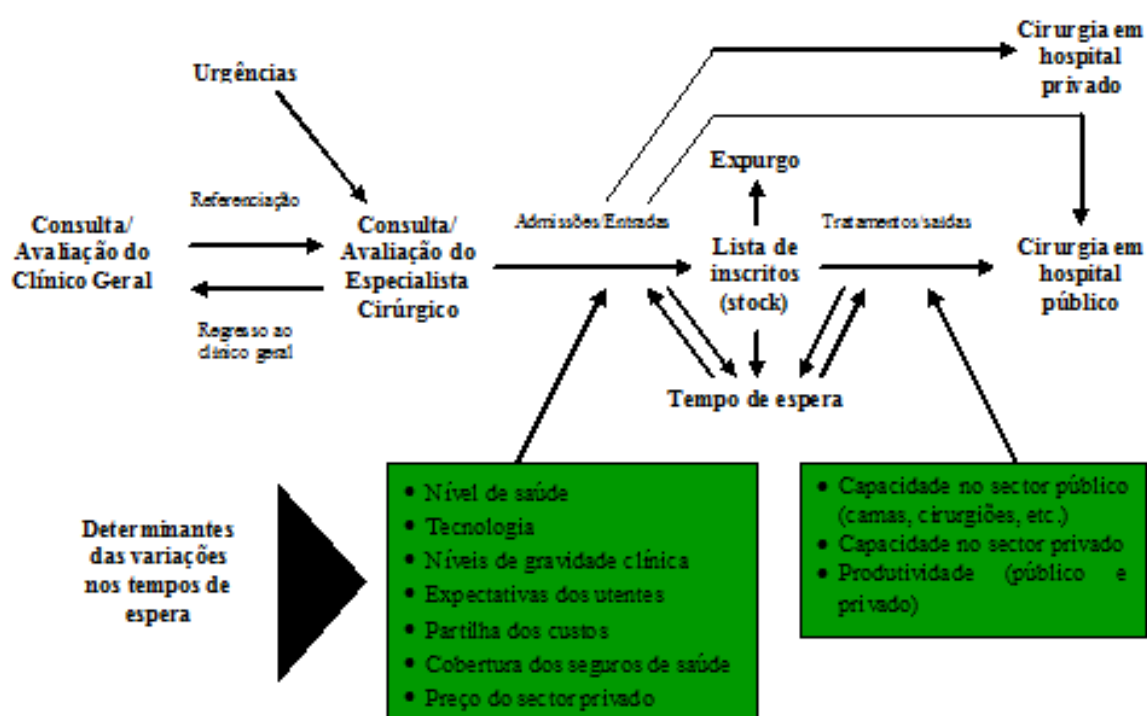 Urgências
Cirurgia em
hospital
privado
Expurgo
Referenciação
Admissões/Entradas
Tratamentos/saídas
Consulta/
Avaliação do
Clínico Geral
Consulta/
Avaliação do
Especialista
Cirúrgico
Lista de
inscritos
(stock)
Cirurgia em
hospital
público
Regresso ao
clínico geral
Tempo de espera
Determinantes
das variações
nos tempos de
espera
• Nível de saúde
• Tecnologia
• Níveis de gravidade clínica
• Expectativas dos utentes
• Partilha dos custos
• Cobertura dos seguros de saúde
• Preço do sector privado
• Capacidade no sector público
(camas, cirurgiões, etc.)
• Capacidade no sector privado
• Produtividade (público e
privado)